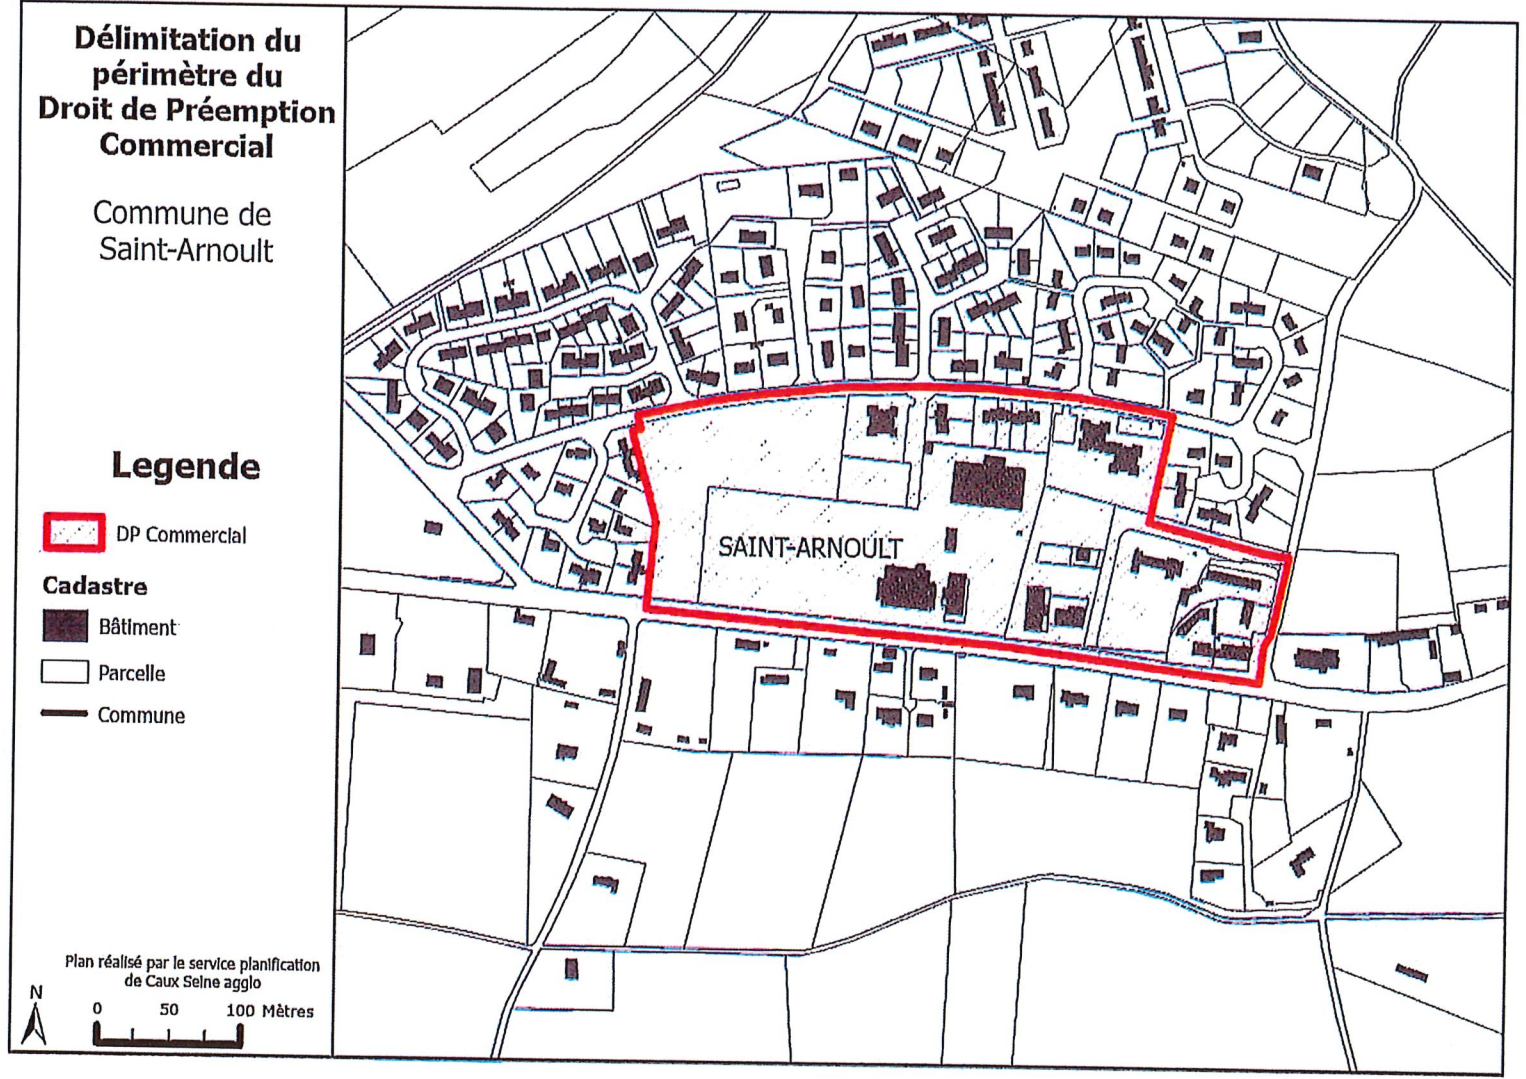 Délimitation du
périmètre du
Droit de Préemption
Commercial
Commune de
Saint-Arnoult
Legende
DP Commercial
Cadastre
Bâtiment
Parcelle
Commune
Plan réalisé par le service planification
de Caux Seine agglo
N
0 50 100 Mètres
SAINT-ARNOULT